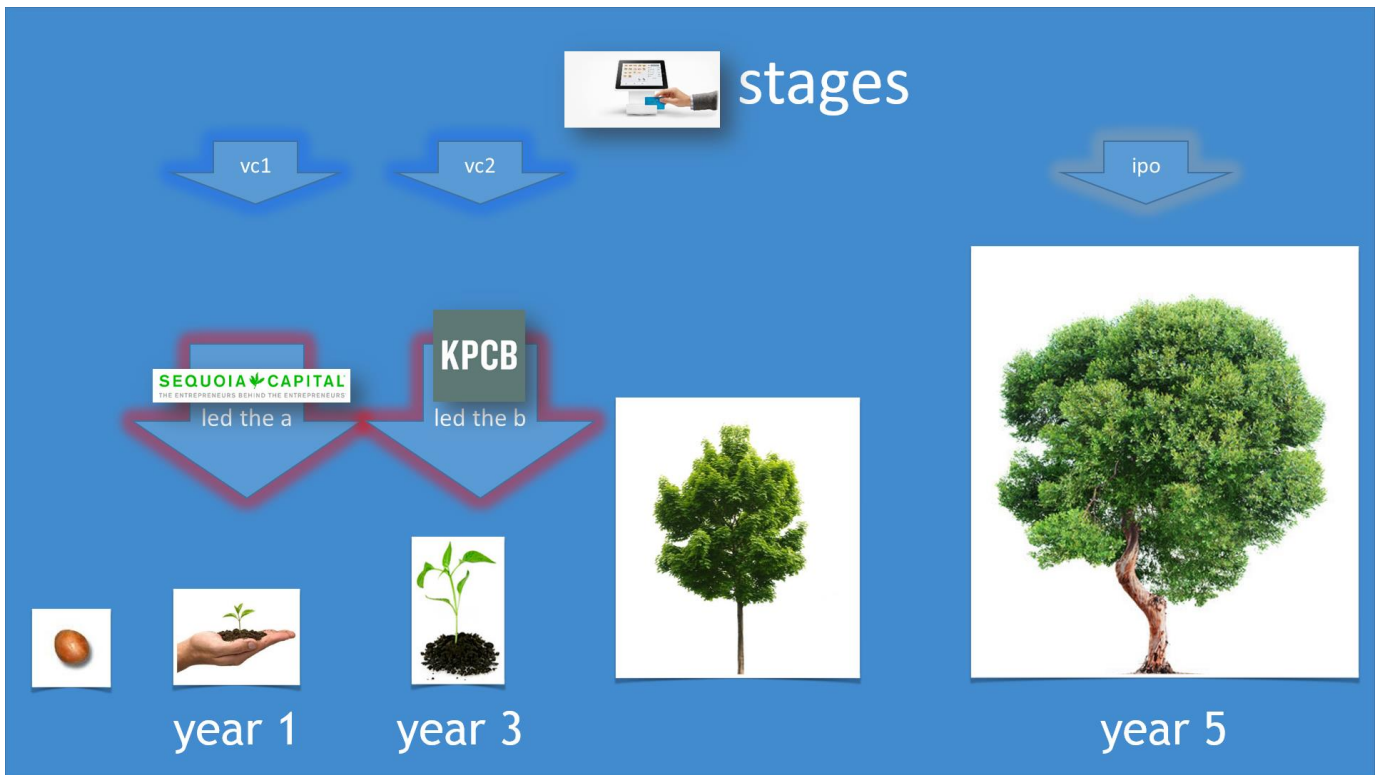 stages
vc1
vc2
ipo
SEQUOIA CAPITAL
THE ENTREPRENEURS BEHIND THE ENTREPRENEURS
led the a
KPCB
led the b
year 1
year 3
year 5